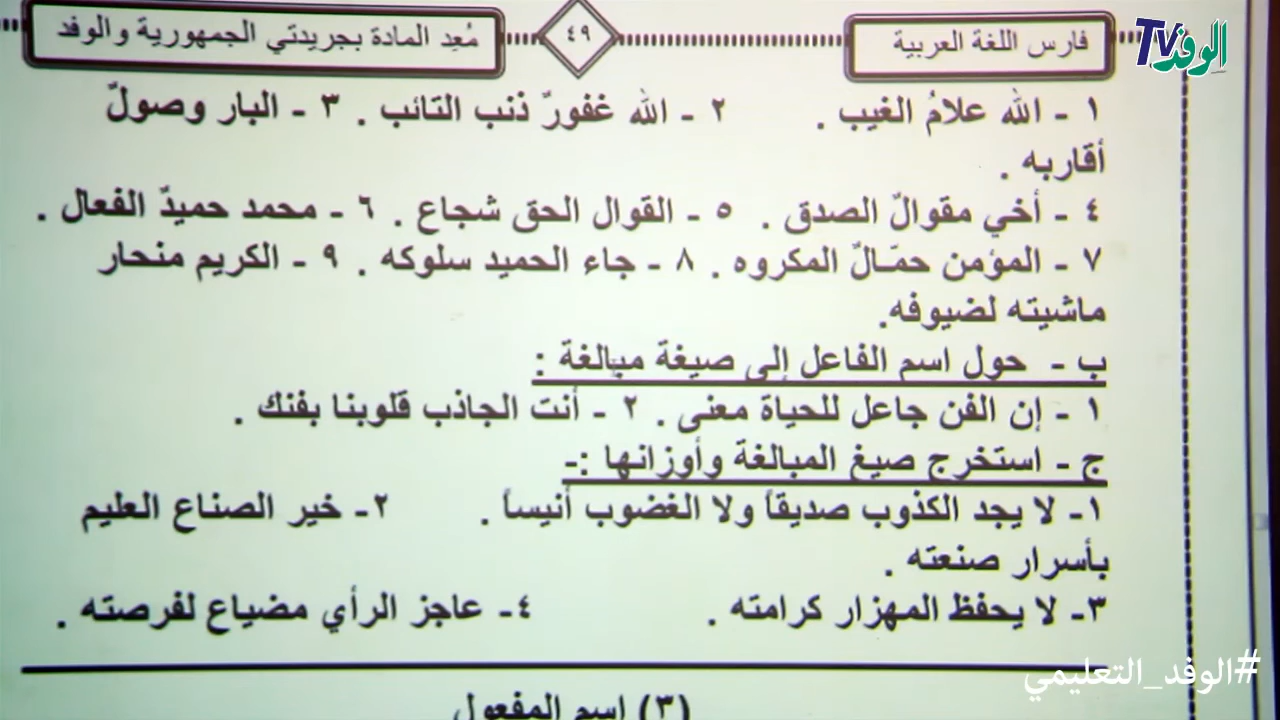 فارس اللغة العربية
٤٩
مُعِد المادة بجريدتي الجمهورية والوفد
الوفد TV
١ - الله علامُ الغيب . ٢ - الله غفورٌ ذنب التائب . ٣ - البار وصولٌ
أقاربه .
٤ - أخي مقوالٌ الصدق . ٥ - القوال الحق شجاع . ٦ - محمد حميدٌ الفعال .
٧ - المؤمن حمّالٌ المكروه . ٨ - جاء الحميد سلوكه . ٩ - الكريم منحار
ماشيته لضيوفه.
ب - حول اسم الفاعل إلى صيغة مبالغة :
١ - إن الفن جاعل للحياة معنى . ٢ - أنت الجاذب قلوبنا بفنك .
ج - استخرج صيغ المبالغة وأوزانها :-
١- لا يجد الكذوب صديقاً ولا الغضوب أنيساً . ٢- خير الصناع العليم
بأسرار صنعته .
٣- لا يحفظ المهزار كرامته . ٤- عاجز الرأي مضياع لفرصته .
#الوفد_التعليمي
(٣) اسم المفعول